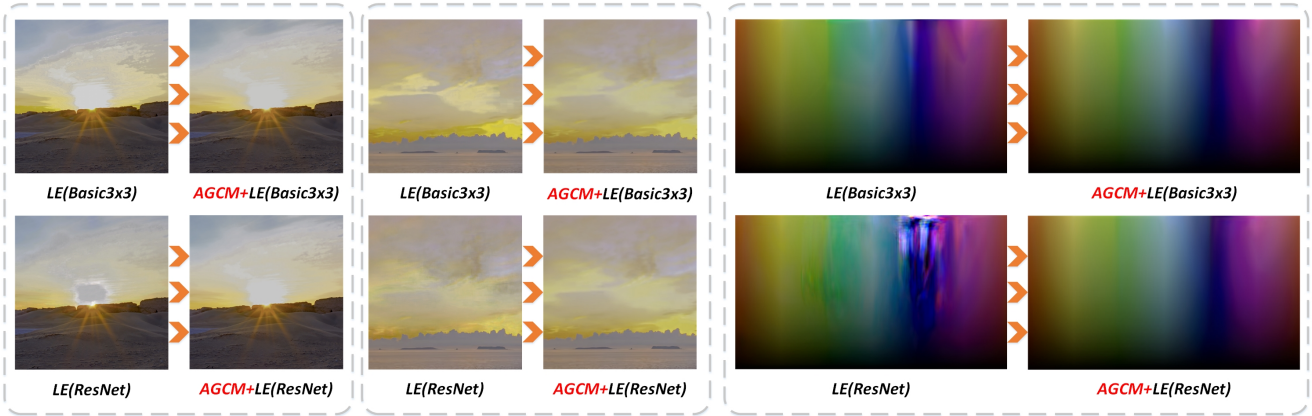 LE(Basic3x3)
AGCM+LE(Basic3x3)
LE(Basic3x3)
AGCM+LE(Basic3x3)
LE(Basic3x3)
AGCM+LE(Basic3x3)
LE(ResNet)
AGCM+LE(ResNet)
LE(ResNet)
AGCM+LE(ResNet)
LE(ResNet)
AGCM+LE(ResNet)